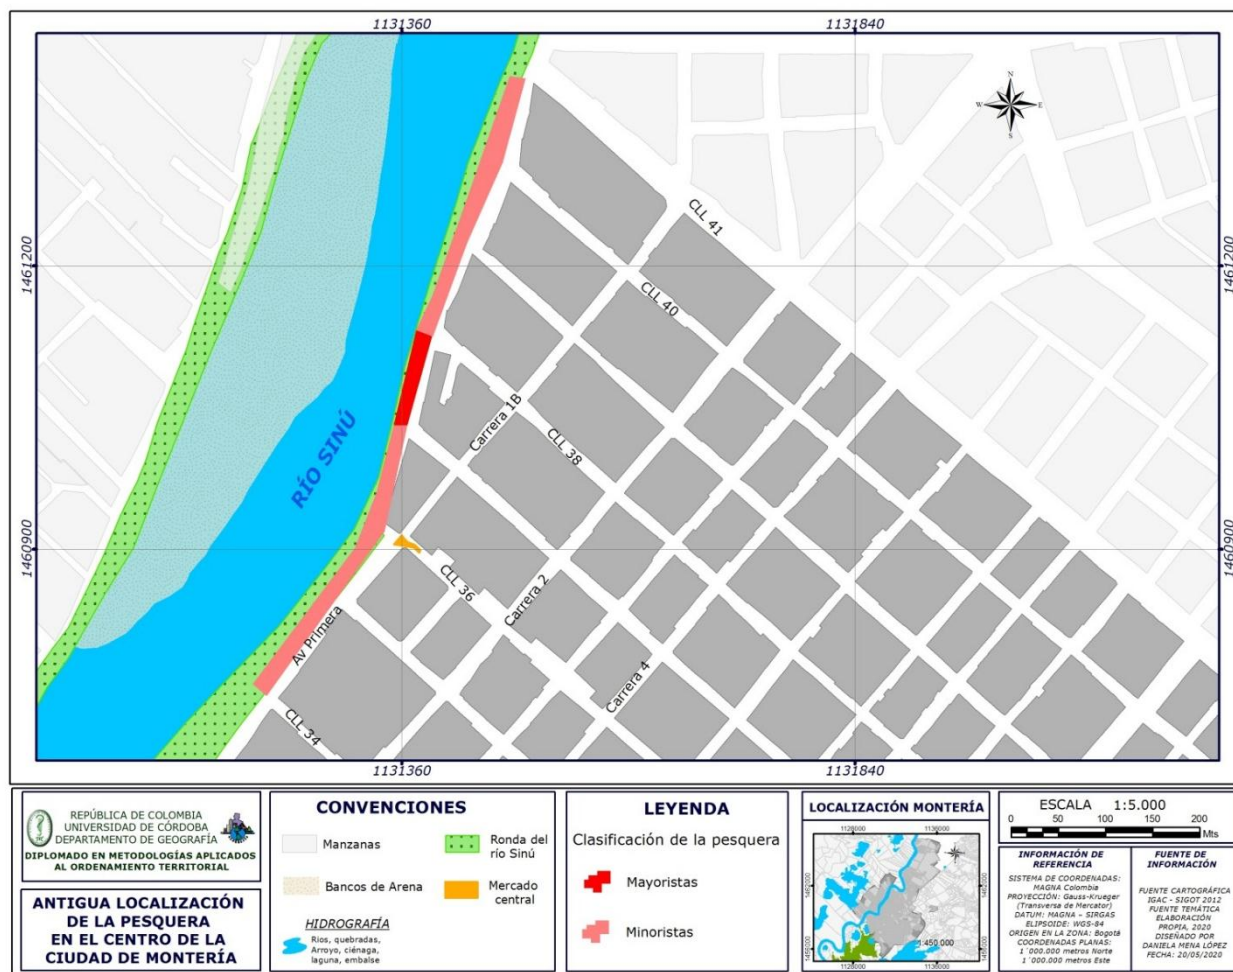 1131360
1131840
N
W
E
S
CLL 41
1461200
1461200
CLL 40
Carrera 1B
CLL 38
RÍO SINÚ
1460900
1460900
CLL 36
Carrera 2
Av Primera
Carrera 4
CLL 34
1131360
1131840
REPÚBLICA DE COLOMBIA
UNIVERSIDAD DE CÓRDOBA
DEPARTAMENTO DE GEOGRAFÍA
DIPLOMADO EN METODOLOGÍAS APLICADOS
AL ORDENAMIENTO TERRITORIAL
ANTIGUA LOCALIZACIÓN
DE LA PESQUERA
EN EL CENTRO DE LA
CIUDAD DE MONTERÍA
CONVENCIONES
Manzanas
Ronda del
río Sinú
Bancos de Arena
Mercado
central
HIDROGRAFÍA
Ríos, quebradas,
Arroyo, ciénaga,
laguna, embalse
LEYENDA
Clasificación de la pesquera
Mayoristas
Minoristas
LOCALIZACIÓN MONTERÍA
1128000
1136000
1:450 000
1128000
1136000
ESCALA 1:5.000
0 50 100 150 200
Mts
INFORMACIÓN DE
REFERENCIA
SISTEMA DE COORDENADAS:
MAGNA Colombia
PROYECCIÓN: Gauss-Krueger
(Transversa de Mercator)
DATUM: MAGNA – SIRGAS
ELIPSOIDE: WGS-84
ORIGEN EN LA ZONA: Bogotá
COORDENADAS PLANAS:
1´000.000 metros Norte
1´000.000 metros Este
FUENTE DE
INFORMACIÓN
FUENTE CARTOGRÁFICA
IGAC - SIGOT 2012
FUENTE TEMÁTICA
ELABORACIÓN
PROPIA, 2020
DISEÑADO POR
DANIELA MENA LÓPEZ
FECHA: 20/05/2020